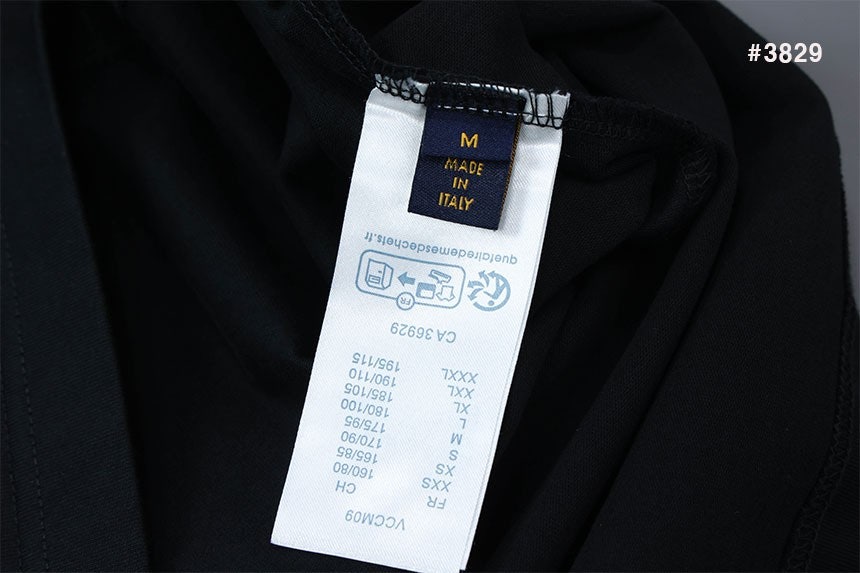 #3829
M
MADE
IN
ITALY
VCCM09
FR CH
XXS 160/80
XS 165/85
S 170/90
M 175/95
L 180/100
XL 185/105
XXL 190/110
XXXL 195/115
CA 36929
FR
quefairedemesdechets.fr